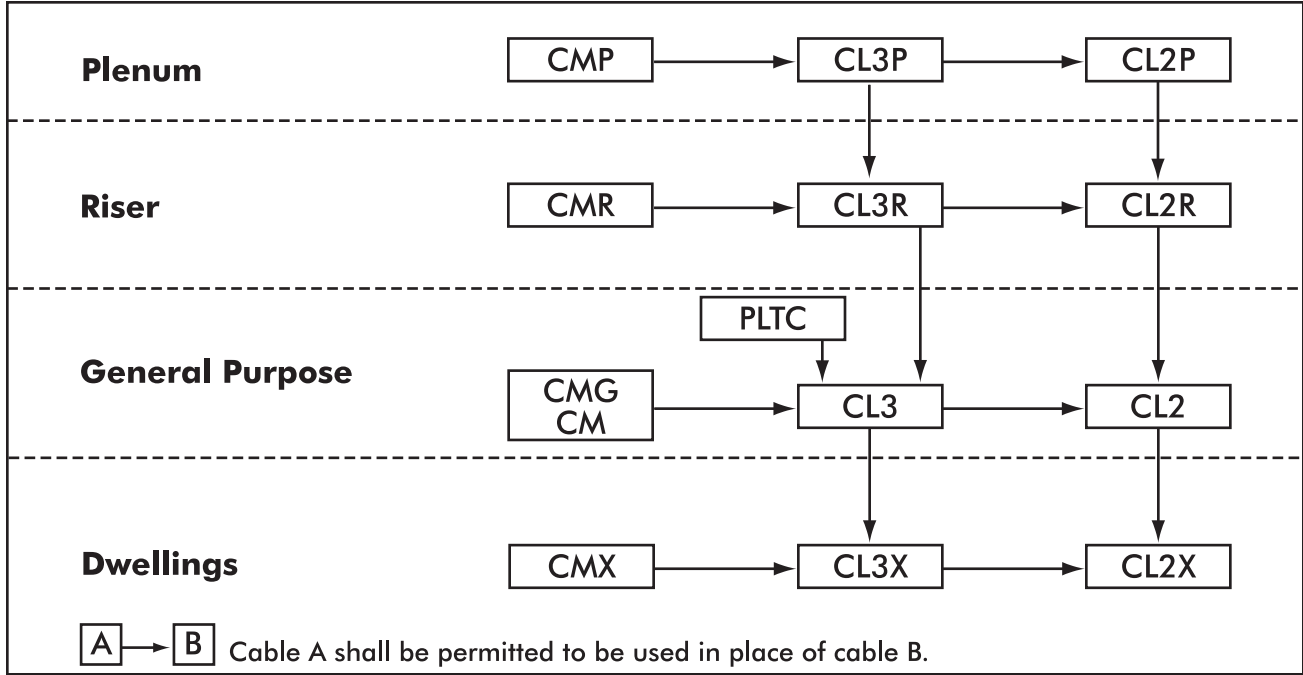 Plenum
CMP
CL3P
CL2P
Riser
CMR
CL3R
CL2R
PLTC
General Purpose
CMG
CM
CL3
CL2
Dwellings
CMX
CL3X
CL2X
A
B
Cable A shall be permitted to be used in place of cable B.